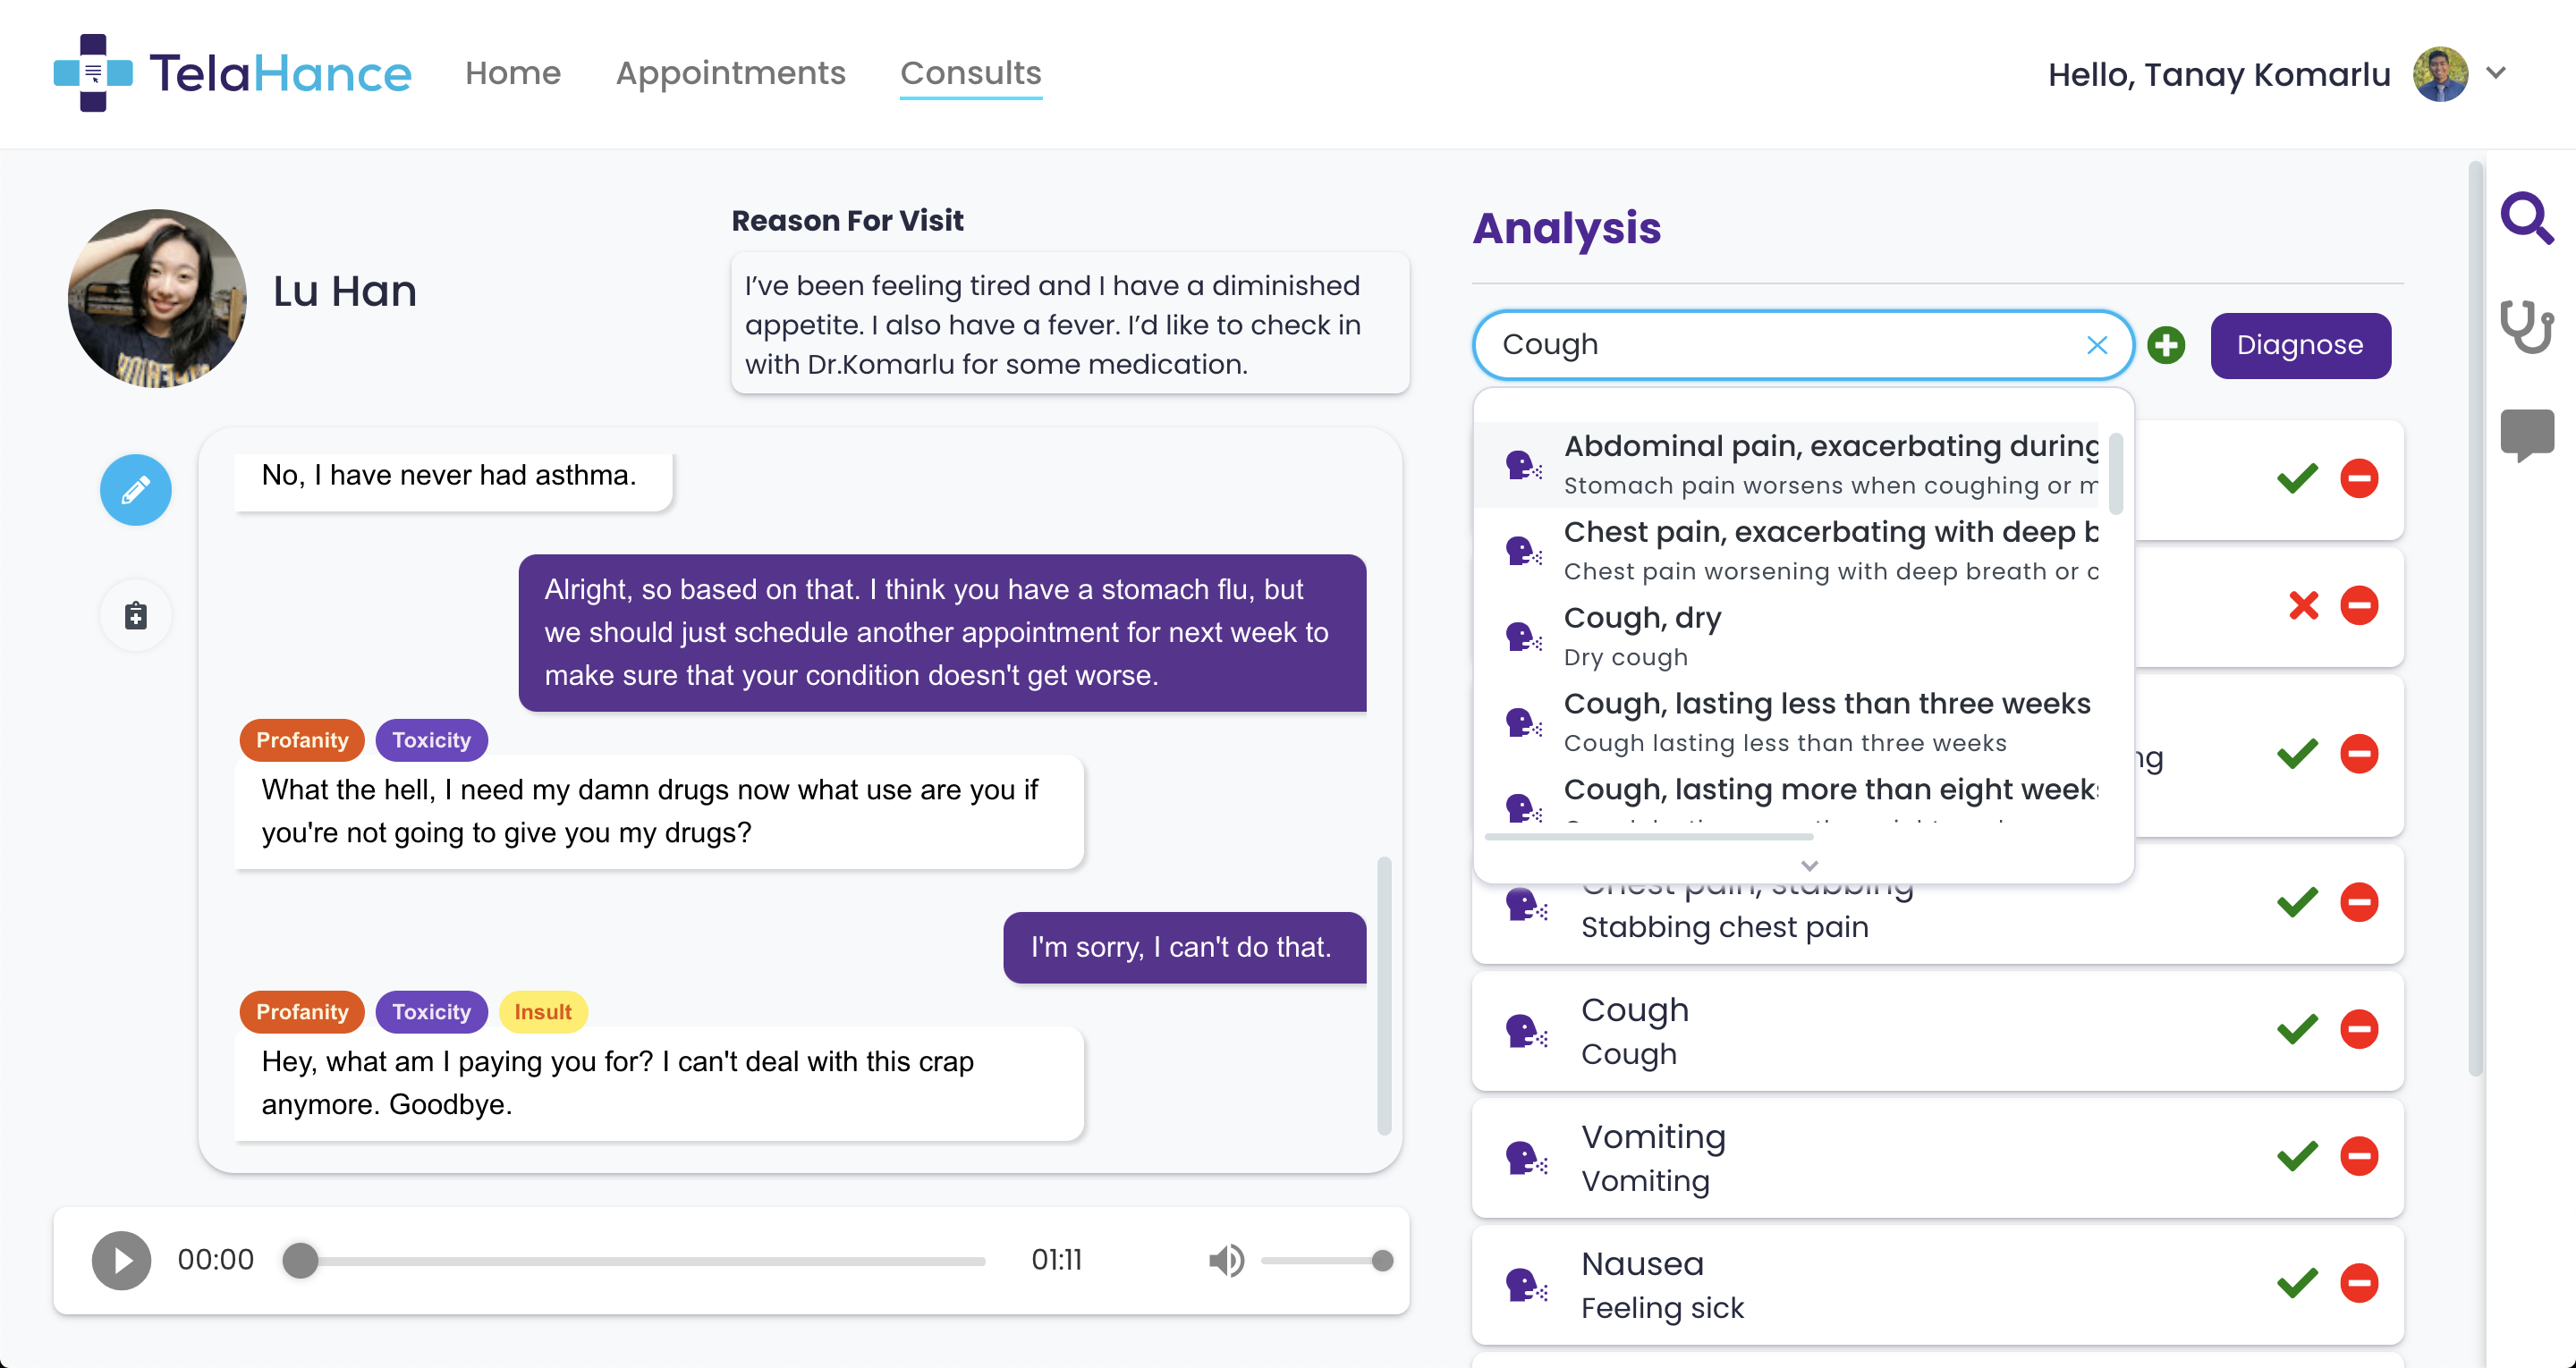 TelaHance
Home
Appointments
Consults
Hello, Tanay Komarlu
Lu Han
Reason For Visit
I’ve been feeling tired and I have a diminished
appetite. I also have a fever. I’d like to check in
with Dr.Komarlu for some medication.
No, I have never had asthma.
Alright, so based on that. I think you have a stomach flu, but
we should just schedule another appointment for next week to
make sure that your condition doesn't get worse.
Profanity
Toxicity
What the hell, I need my damn drugs now what use are you if
you're not going to give you my drugs?
I'm sorry, I can't do that.
Profanity
Toxicity
Insult
Hey, what am I paying you for? I can't deal with this crap
anymore. Goodbye.
00:00
01:11
Analysis
Cough
Diagnose
Abdominal pain, exacerbating during
Stomach pain worsens when coughing or m
Chest pain, exacerbating with deep b
Chest pain worsening with deep breath or c
Cough, dry
Dry cough
Cough, lasting less than three weeks
Cough lasting less than three weeks
Cough, lasting more than eight weeks
ng
Chest pain, stabbing
Stabbing chest pain
Cough
Cough
Vomiting
Vomiting
Nausea
Feeling sick